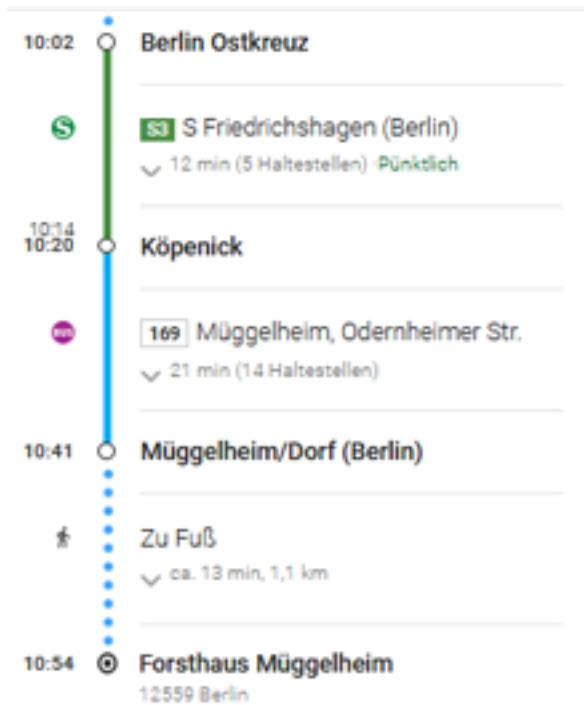 10:02 Berlin Ostkreuz
S S3 S Friedrichshagen (Berlin)
12 min (5 Haltestellen) · Pünktlich
10:14
10:20 Köpenick
BUS 169 Müggelheim, Odernheimer Str.
21 min (14 Haltestellen)
10:41 Müggelheim/Dorf (Berlin)
Zu Fuß
ca. 13 min, 1,1 km
10:54 Forsthaus Müggelheim
12559 Berlin